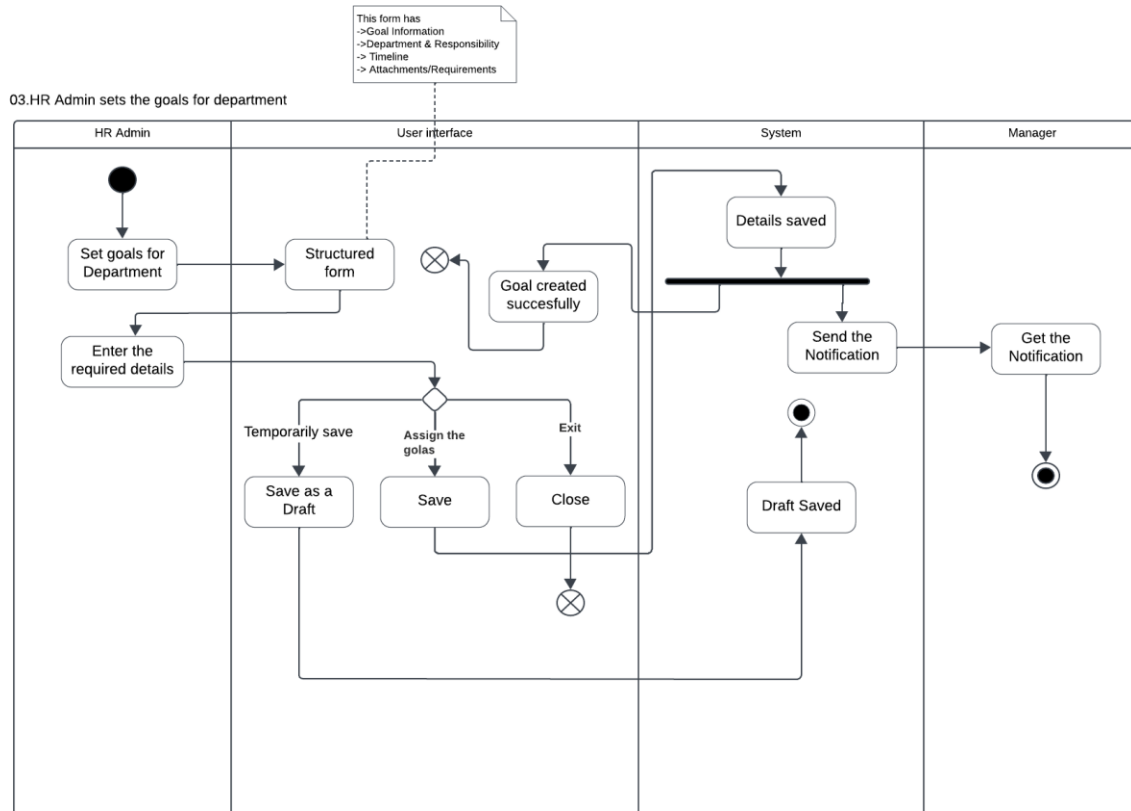 This form has
->Goal Information
->Department & Responsibility
-> Timeline
-> Attachments/Requirements
03.HR Admin sets the goals for department
HR Admin
User interface
System
Manager
Details saved
Set goals for
Department
Structured
form
Goal created
succesfully
Send the
Notification
Get the
Notification
Enter the
required details
Temporarily save
Assign the
golas
Exit
Save as a
Draft
Save
Close
Draft Saved